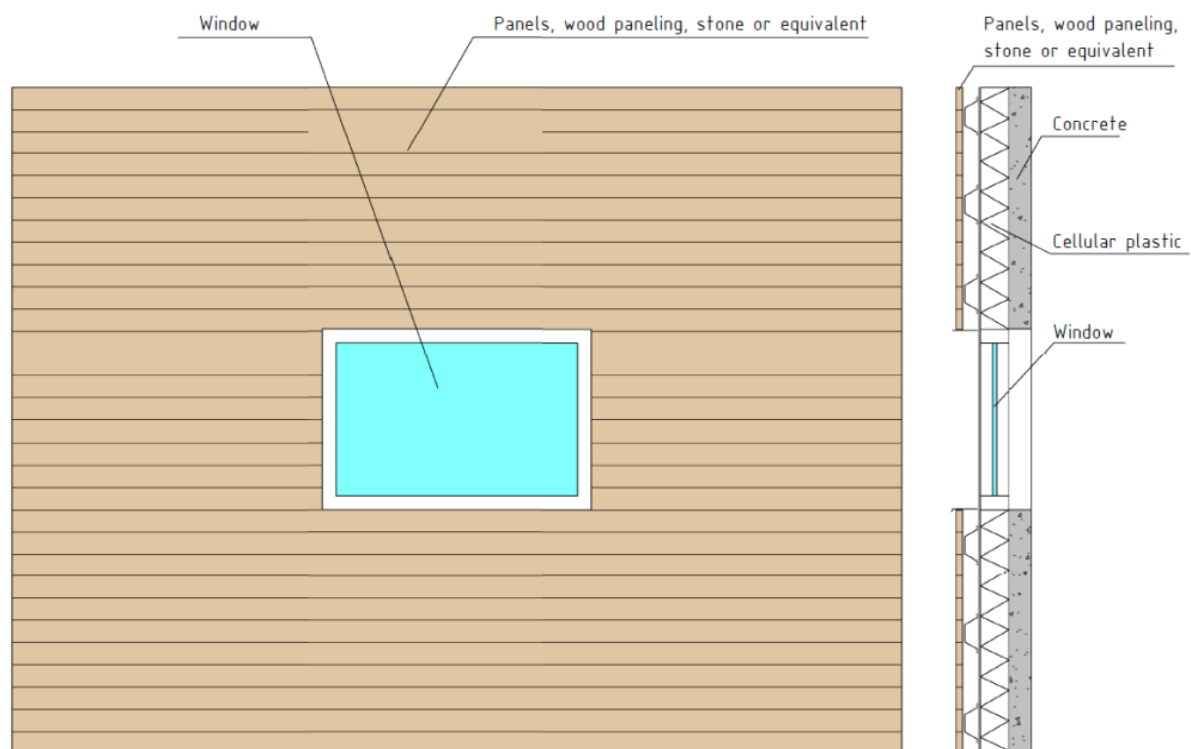 Window
Panels, wood paneling, stone or equivalent
Panels, wood paneling,
stone or equivalent
Concrete
Cellular plastic
Window